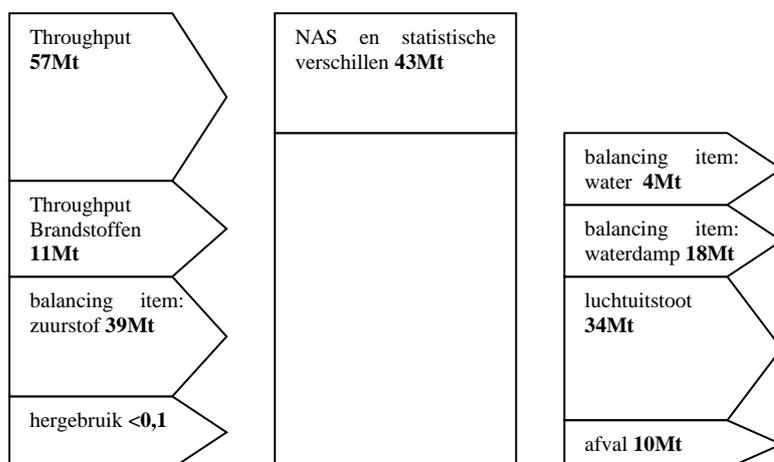 Throughput
57Mt
Throughput
Brandstoffen
11Mt
balancing item:
zuurstof 39Mt
hergebruik <0,1
NAS en statistische
verschillen 43Mt
balancing item:
water 4Mt
balancing item:
waterdamp 18Mt
luchtuitstoot
34Mt
afval 10Mt